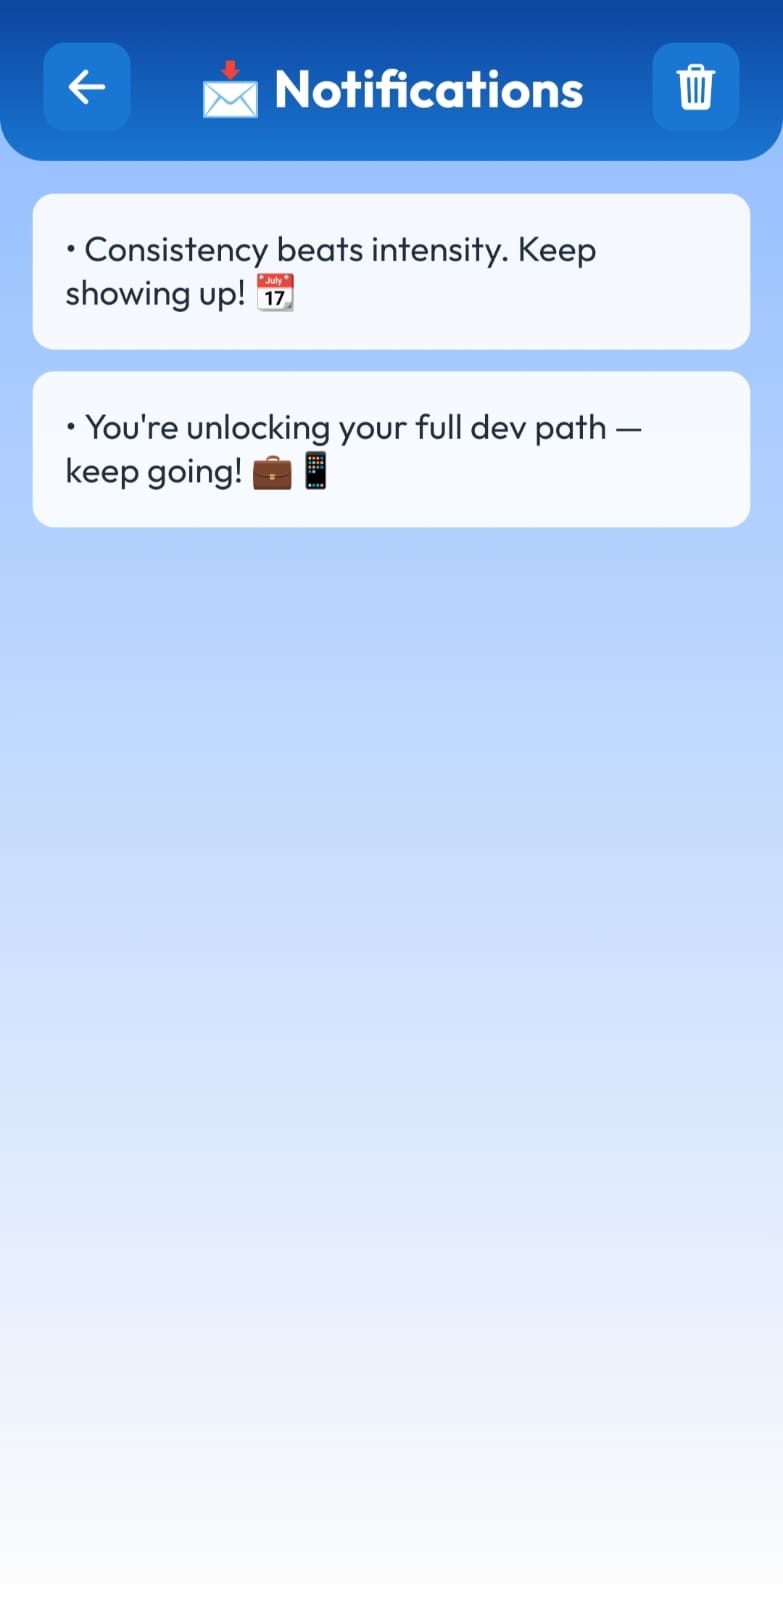 📩 Notifications
• Consistency beats intensity. Keep
showing up! 📅
• You're unlocking your full dev path —
keep going! 💼📱